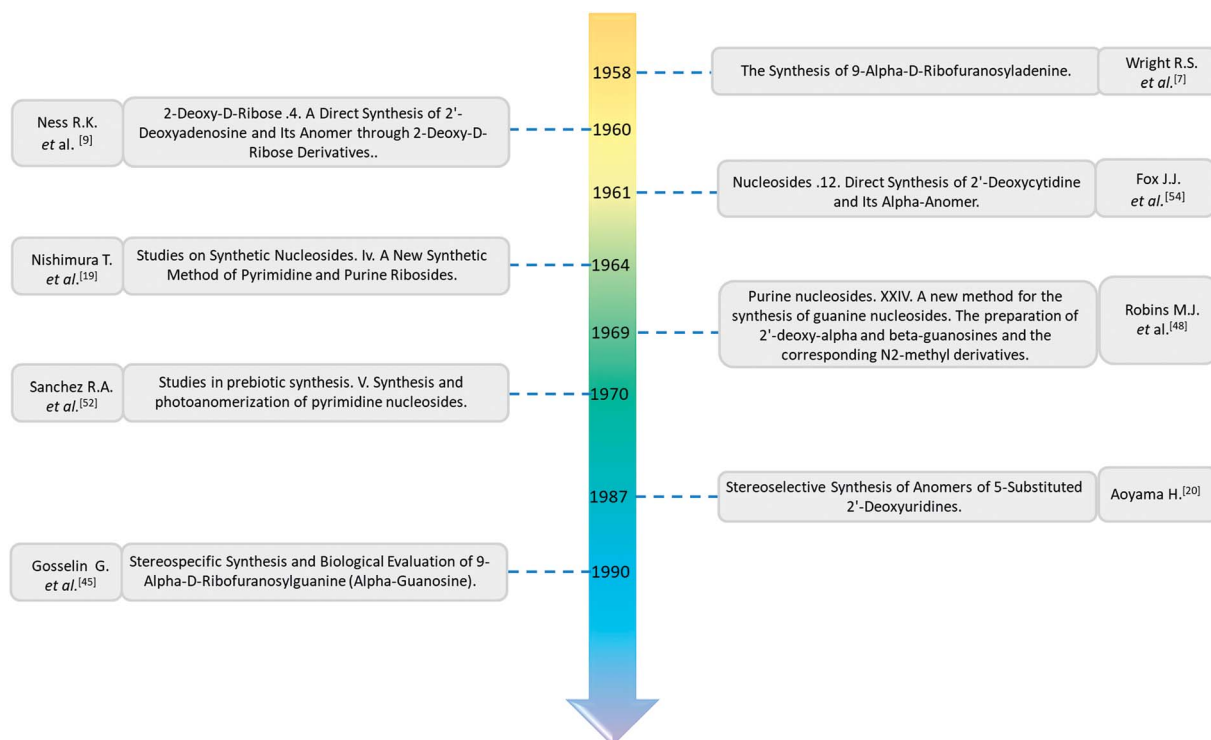 1958
The Synthesis of 9-Alpha-D-Ribofuranosyladenine.
Wright R.S.
et al.[7]
Ness R.K.
et al. [9]
2-Deoxy-D-Ribose .4. A Direct Synthesis of 2'-
Deoxyadenosine and Its Anomer through 2-Deoxy-D-
Ribose Derivatives..
1960
1961
Nucleosides .12. Direct Synthesis of 2'-Deoxycytidine
and Its Alpha-Anomer.
Fox J.J.
et al.[54]
Nishimura T.
et al.[19]
Studies on Synthetic Nucleosides. Iv. A New Synthetic
Method of Pyrimidine and Purine Ribosides.
1964
1969
Purine nucleosides. XXIV. A new method for the
synthesis of guanine nucleosides. The preparation of
2'-deoxy-alpha and beta-guanosines and the
corresponding N2-methyl derivatives.
Robins M.J.
et al.[48]
Sanchez R.A.
et al.[52]
Studies in prebiotic synthesis. V. Synthesis and
photoanomerization of pyrimidine nucleosides.
1970
1987
Stereoselective Synthesis of Anomers of 5-Substituted
2'-Deoxyuridines.
Aoyama H.[20]
Gosselin G.
et al.[45]
Stereospecific Synthesis and Biological Evaluation of 9-
Alpha-D-Ribofuranosylguanine (Alpha-Guanosine).
1990